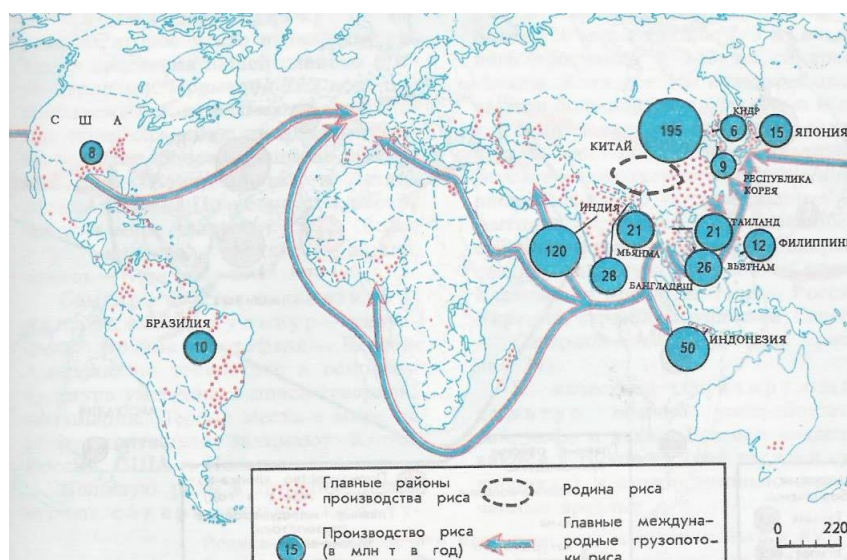 США
8
КИТАЙ
195
КНДР
6
15
ЯПОНИЯ
9
РЕСПУБЛИКА
КОРЕЯ
ИНДИЯ
120
21
МЬЯНМА
28
БАНГЛАДЕШ
ТАИЛАНД
21
26
ВЬЕТНАМ
12
ФИЛИППИНЫ
50
ИНДОНЕЗИЯ
БРАЗИЛИЯ
10
Главные районы
производства риса
Родина риса
15
Производство риса
(в млн т в год)
Главные междуна-
родные грузопото-
ки риса
0 220